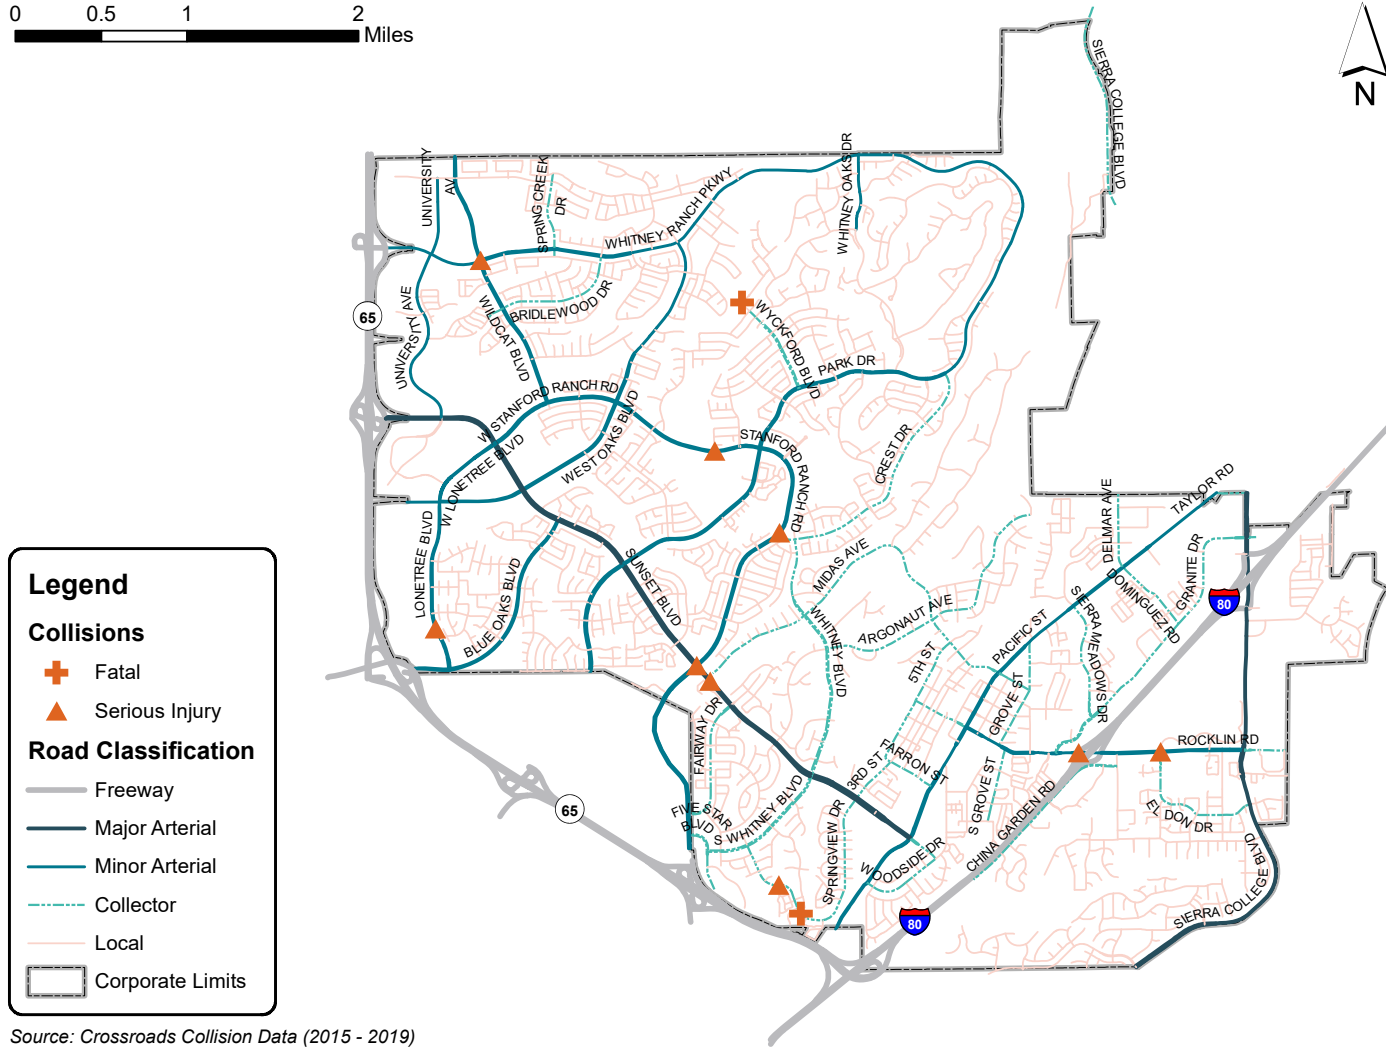 0 0.5 1 2
Miles
N
SIERRA COLLEGE BLVD
UNIVERSITY
AV
SPRING CREEK
DR
WHITNEY RANCH PKWY
WHITNEY OAKS DR
UNIVERSITY AVE
WILDCAT BLVD
BRIDLEWOOD DR
WYCKFORD BLVD
65
PARK DR
W STANFORD RANCH RD
W LONETREE BLVD
WEST OAKS BLVD
STANFORD RANCH RD
CREST DR
LONETREE BLVD
BLUE OAKS BLVD
SUNSET BLVD
MIDAS AVE
ARGONAUT AVE
WHITNEY BLVD
DELMAR AVE
TAYLOR RD
DOMINGUEZ RD
GRANITE DR
80
SIERRA MEADOWS DR
PACIFIC ST
5TH ST
GROVE ST
FAIRWAY DR
ROCKLIN RD
FARRON ST
3RD ST
S GROVE ST
CHINA GARDEN RD
EL DON DR
FIVE STAR
BLVD
S WHITNEY BLVD
SPRINGVIEW DR
WOODSIDE DR
SIERRA COLLEGE BLVD
65
80
Legend
Collisions
Fatal
Serious Injury
Road Classification
Freeway
Major Arterial
Minor Arterial
Collector
Local
Corporate Limits
Source: Crossroads Collision Data (2015 - 2019)